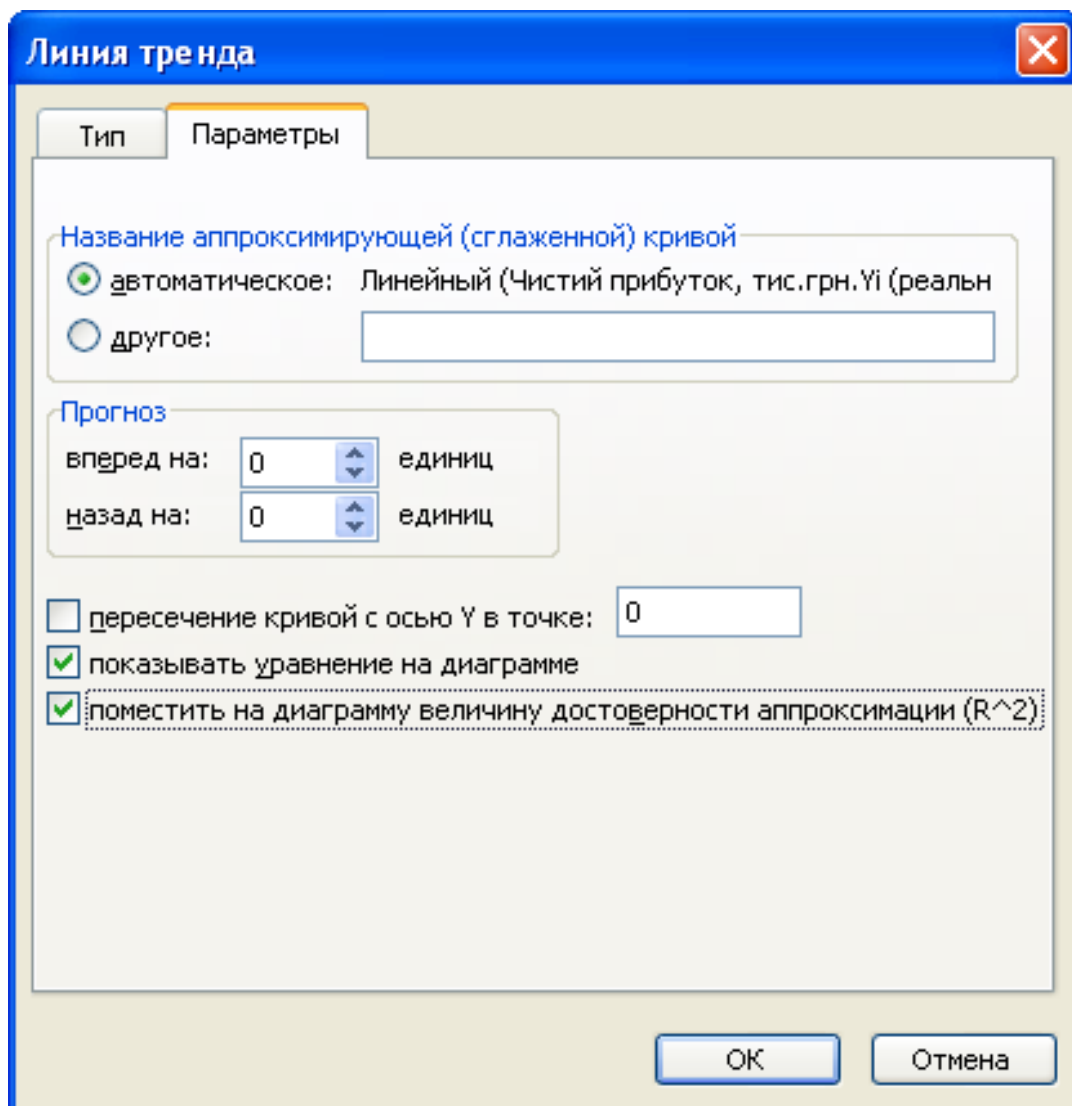 Линия тренда
Тип Параметры
Название аппроксимирующей (сглаженной) кривой
автоматическое: Линейный (Чистий прибуток, тис.грн.Yi (реальн
другое:
Прогноз
вперед на: 0 единиц
назад на: 0 единиц
пересечение кривой с осью Y в точке: 0
показывать уравнение на диаграмме
поместить на диаграмму величину достоверности аппроксимации (R^2)
ОК Отмена